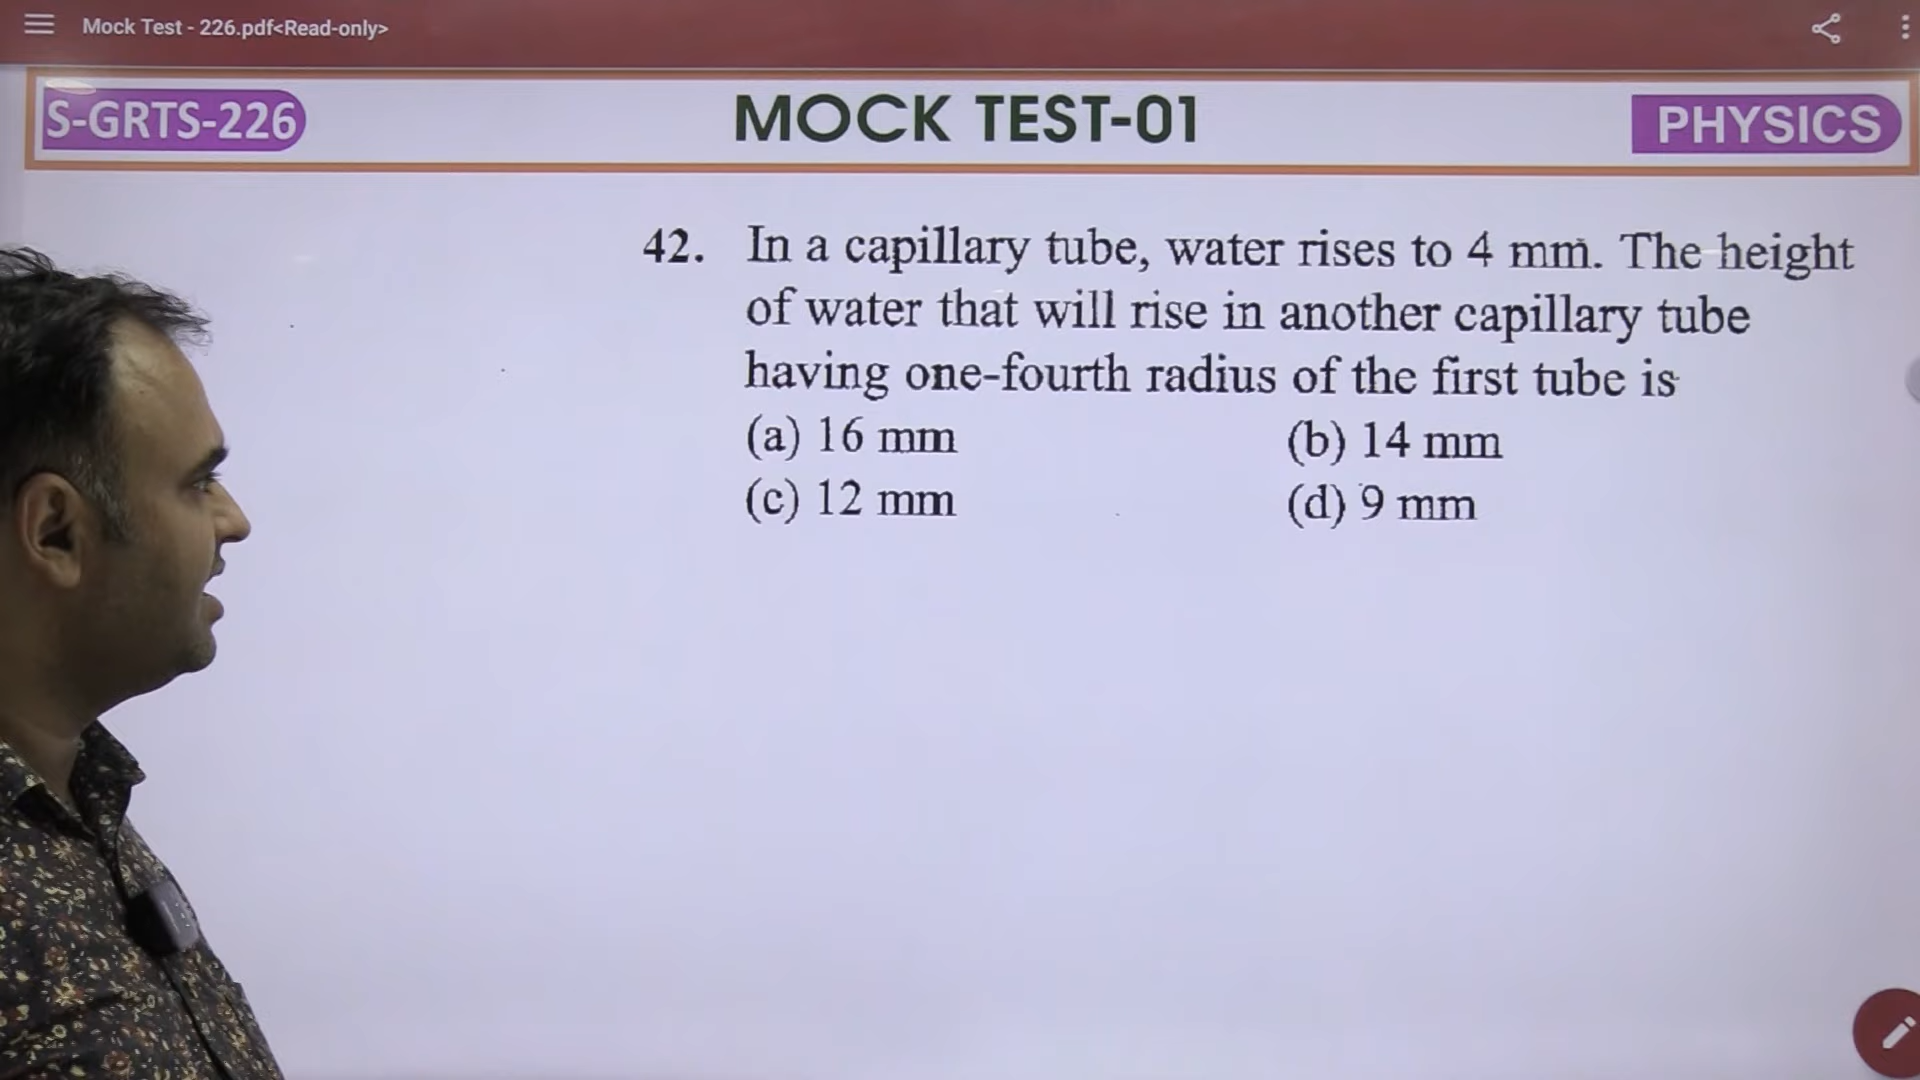 Mock Test - 226.pdf<Read-only>
S-GRTS-226
MOCK TEST-01
PHYSICS
42. In a capillary tube, water rises to 4 mm. The height
of water that will rise in another capillary tube
having one-fourth radius of the first tube is
(a) 16 mm (b) 14 mm
(c) 12 mm (d) 9 mm